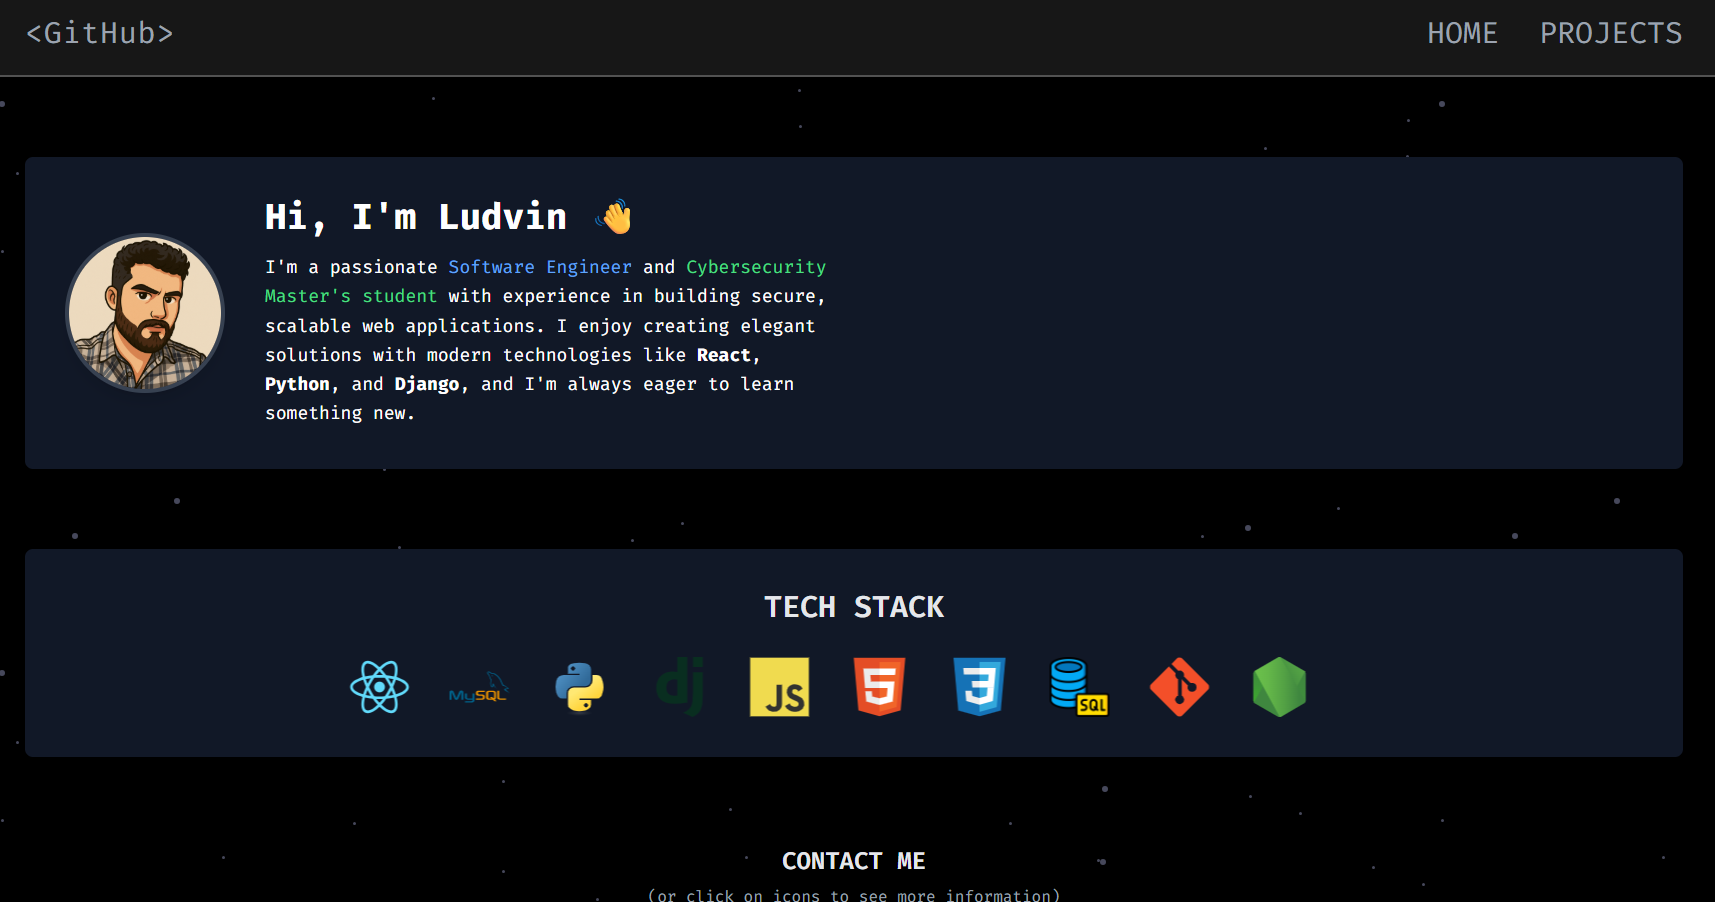 <GitHub>
HOME PROJECTS
Hi, I'm Ludvin 👋
I'm a passionate Software Engineer and Cybersecurity
Master's student with experience in building secure,
scalable web applications. I enjoy creating elegant
solutions with modern technologies like React,
Python, and Django, and I'm always eager to learn
something new.
TECH STACK
MySQL
dj
JS
5
3
SQL
CONTACT ME
(or click on icons to see more information)